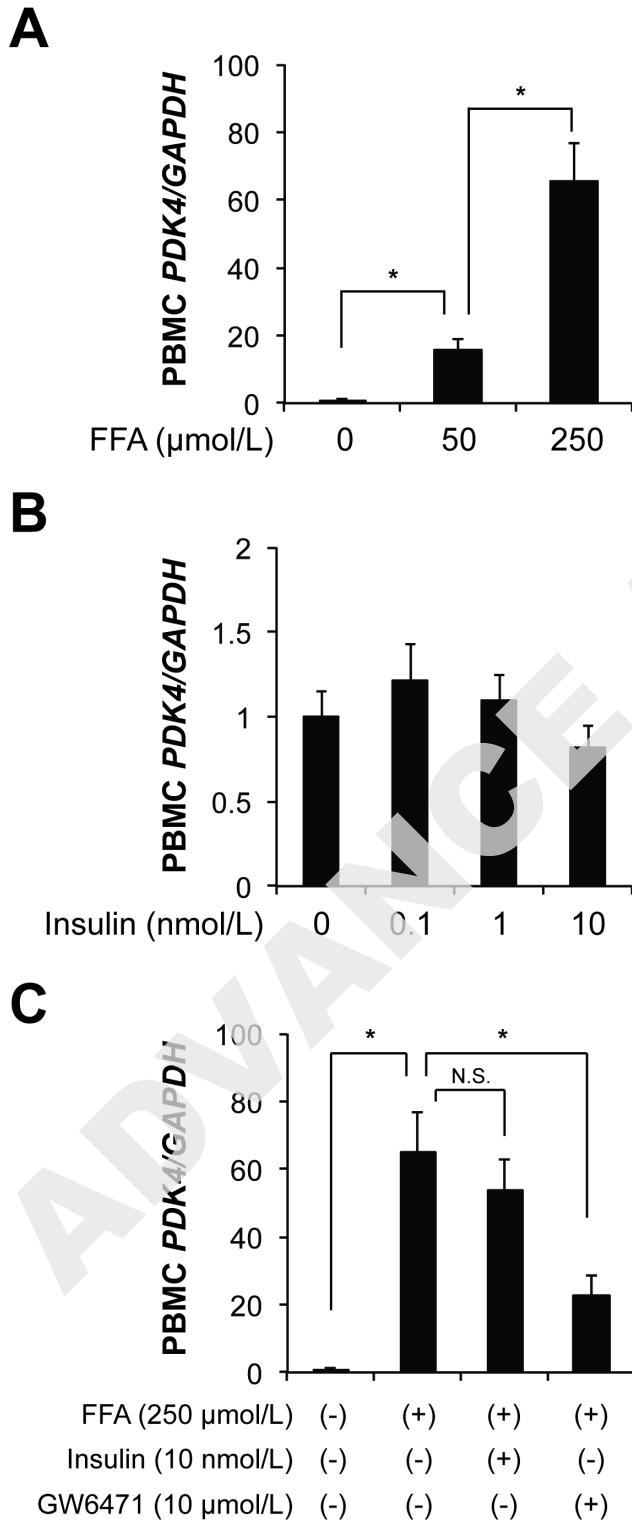 A
PBMC PDK4/GAPDH
100
80
60
40
20
0
*
*
FFA (μmol/L) 0 50 250
B
PBMC PDK4/GAPDH
2
1.5
1
0.5
0
Insulin (nmol/L) 0 0.1 1 10
C
PBMC PDK4/GAPDH
100
80
60
40
20
0
* *
N.S.
FFA (250 μmol/L) (-) (+) (+) (+)
Insulin (10 nmol/L) (-) (-) (+) (-)
GW6471 (10 μmol/L) (-) (-) (-) (+)
ADVANCE